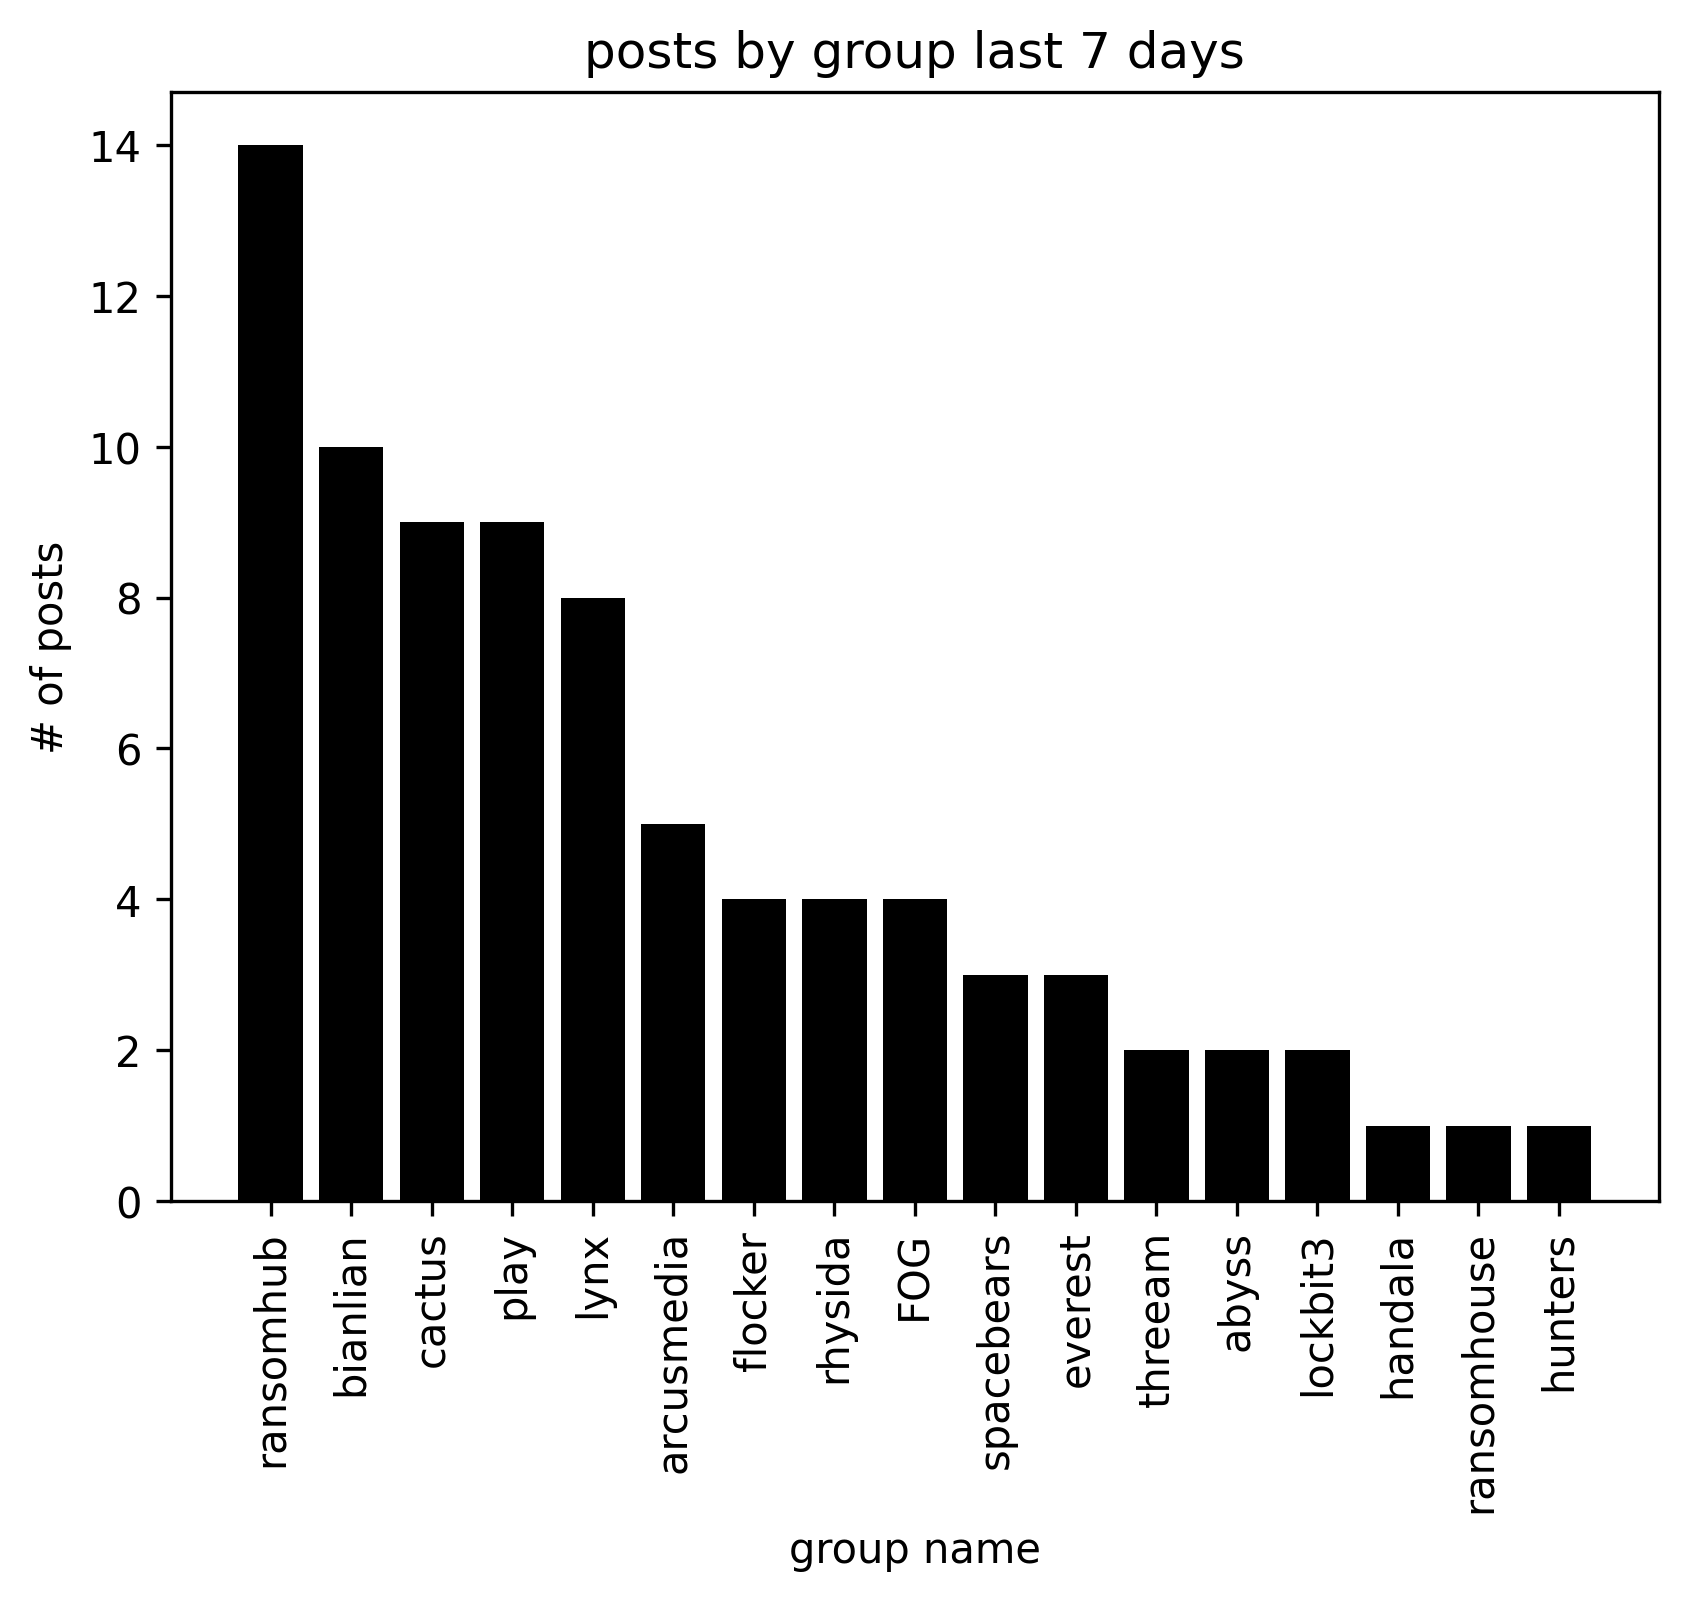 posts by group last 7 days
14
12
10
8
6
4
2
0
# of posts
ransomhub
bianlian
cactus
play
lynx
arcusmedia
flocker
rhysida
FOG
spacebears
everest
threeam
abyss
lockbit3
handala
ransomhouse
hunters
group name